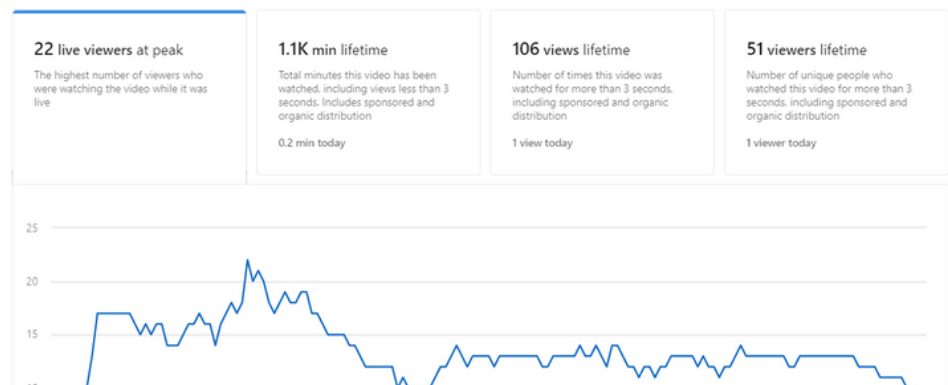 22 live viewers at peak
The highest number of viewers who
were watching the video while it was
live
1.1K min lifetime
Total minutes this video has been
watched, including views less than 3
seconds. Includes sponsored and
organic distribution
0.2 min today
106 views lifetime
Number of times this video was
watched for more than 3 seconds,
including sponsored and organic
distribution
1 view today
51 viewers lifetime
Number of unique people who
watched this video for more than 3
seconds, including sponsored and
organic distribution
1 viewer today
25
20
15